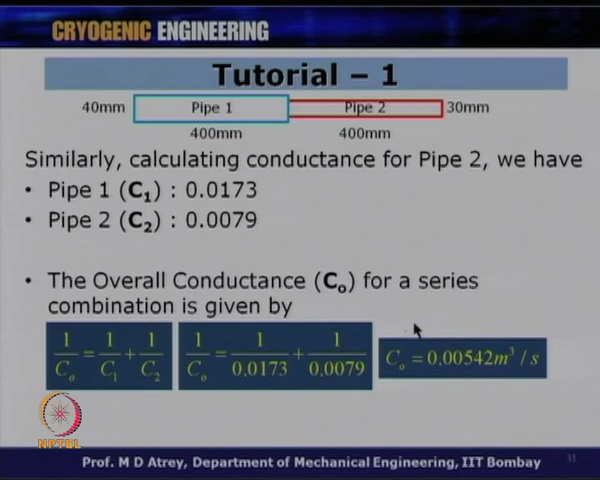 CRYOGENIC ENGINEERING
Tutorial – 1
40mm Pipe 1 Pipe 2 30mm
400mm 400mm
Similarly, calculating conductance for Pipe 2, we have
• Pipe 1 (C₁) : 0.0173
• Pipe 2 (C₂) : 0.0079
• The Overall Conductance (Cₒ) for a series
combination is given by
1/Cₒ = 1/C₁ + 1/C₂ 1/Cₒ = 1/0.0173 + 1/0.0079 Cₒ = 0.00542m³ / s
NPTEL
Prof. M D Atrey, Department of Mechanical Engineering, IIT Bombay 31